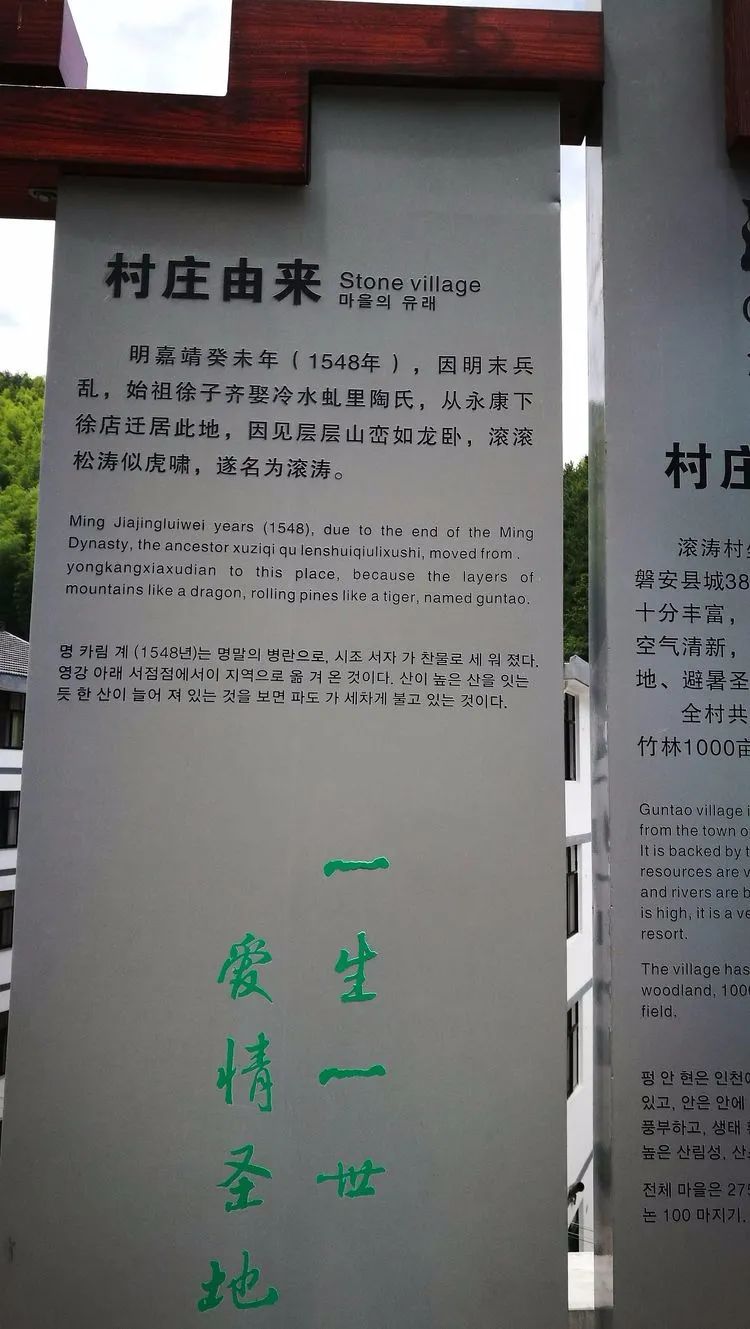 村庄由来 Stone village
마을의 유래
明嘉靖癸未年（1548年），因明末兵
乱，始祖徐子齐娶冷水虬里陶氏，从永康下
徐店迁居此地，因见层层山峦如龙卧，滚滚
松涛似虎啸，遂名为滚涛。
Ming Jiajingluiwei years (1548), due to the end of the Ming
Dynasty, the ancestor xuziqi qu lenshuiqiulixushi, moved from .
yongkangxiaxudian to this place, because the layers of
mountains like a dragon, rolling pines like a tiger, named guntao.
명 카림 계 (1548년)는 명말의 병란으로, 시조 서자 가 찬물로 세 워 졌다.
영강 아래 서점점에서이 지역으로 옮 겨 온 것이다. 산이 높은 산을 잇는
듯 한 산이 늘어 져 있는 것을 보면 파도 가 세차게 불고 있는 것이다.
一生一世
爱情圣地
村庄
滚涛村
磐安县城38
十分丰富，
空气清新，
地、避暑圣
全村共
竹林1000亩
Guntao village i
from the town o
It is backed by t
resources are v
and rivers are b
is high, it is a ve
resort.
The village has
woodland, 100
field.
펑 안 현은 인천에
있고, 안은 안에
풍부하고, 생태
높은 산림성, 산
전체 마을은 275
논 100 마지기.